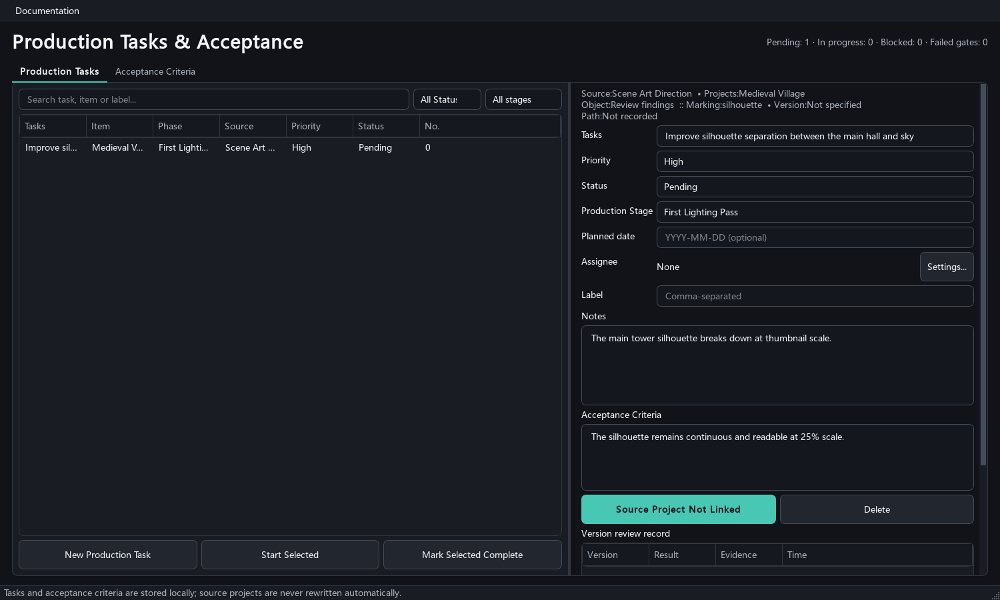 Documentation
Production Tasks & Acceptance
Pending: 1 · In progress: 0 · Blocked: 0 · Failed gates: 0
Production Tasks
Acceptance Criteria
Search task, item or label...
All Status
All stages
Tasks Item Phase Source Priority Status No.
Improve sil... Medieval V... First Lighti... Scene Art ... High Pending 0
New Production Task
Start Selected
Mark Selected Complete
Source:Scene Art Direction • Projects:Medieval Village
Object:Review findings :: Marking:silhouette • Version:Not specified
Path:Not recorded
Tasks Improve silhouette separation between the main hall and sky
Priority High
Status Pending
Production Stage First Lighting Pass
Planned date YYYY-MM-DD (optional)
Assignee None Settings...
Label Comma-separated
Notes
The main tower silhouette breaks down at thumbnail scale.
Acceptance Criteria
The silhouette remains continuous and readable at 25% scale.
Source Project Not Linked
Delete
Version review record
Version Result Evidence Time
Tasks and acceptance criteria are stored locally; source projects are never rewritten automatically.